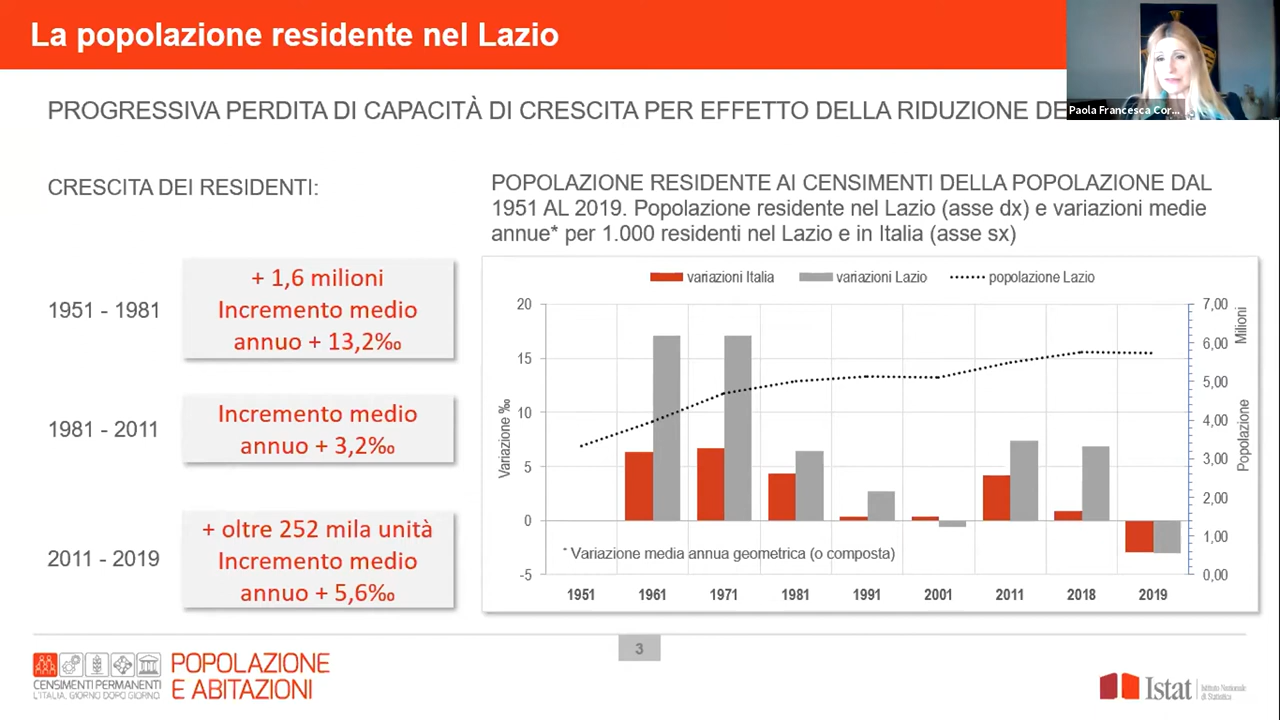 La popolazione residente nel Lazio
Paola Francesca Cor...
PROGRESSIVA PERDITA DI CAPACITÀ DI CRESCITA PER EFFETTO DELLA RIDUZIONE DE
CRESCITA DEI RESIDENTI:
1951 - 1981
+ 1,6 milioni
Incremento medio
annuo + 13,2‰
1981 - 2011
Incremento medio
annuo + 3,2‰
2011 - 2019
+ oltre 252 mila unità
Incremento medio
annuo + 5,6‰
POPOLAZIONE RESIDENTE AI CENSIMENTI DELLA POPOLAZIONE DAL
1951 AL 2019. Popolazione residente nel Lazio (asse dx) e variazioni medie
annue* per 1.000 residenti nel Lazio e in Italia (asse sx)
variazioni Italia
variazioni Lazio
popolazione Lazio
Variazione ‰
20
15
10
5
0
-5
7,00
6,00
5,00
4,00
3,00
2,00
1,00
0,00
Milioni
Popolazione
* Variazione media annua geometrica (o composta)
1951 1961 1971 1981 1991 2001 2011 2018 2019
3
CENSIMENTI PERMANENTI
L'ITALIA, GIORNO DOPO GIORNO
POPOLAZIONE
E ABITAZIONI
Istat
Istituto Nazionale
di Statistica